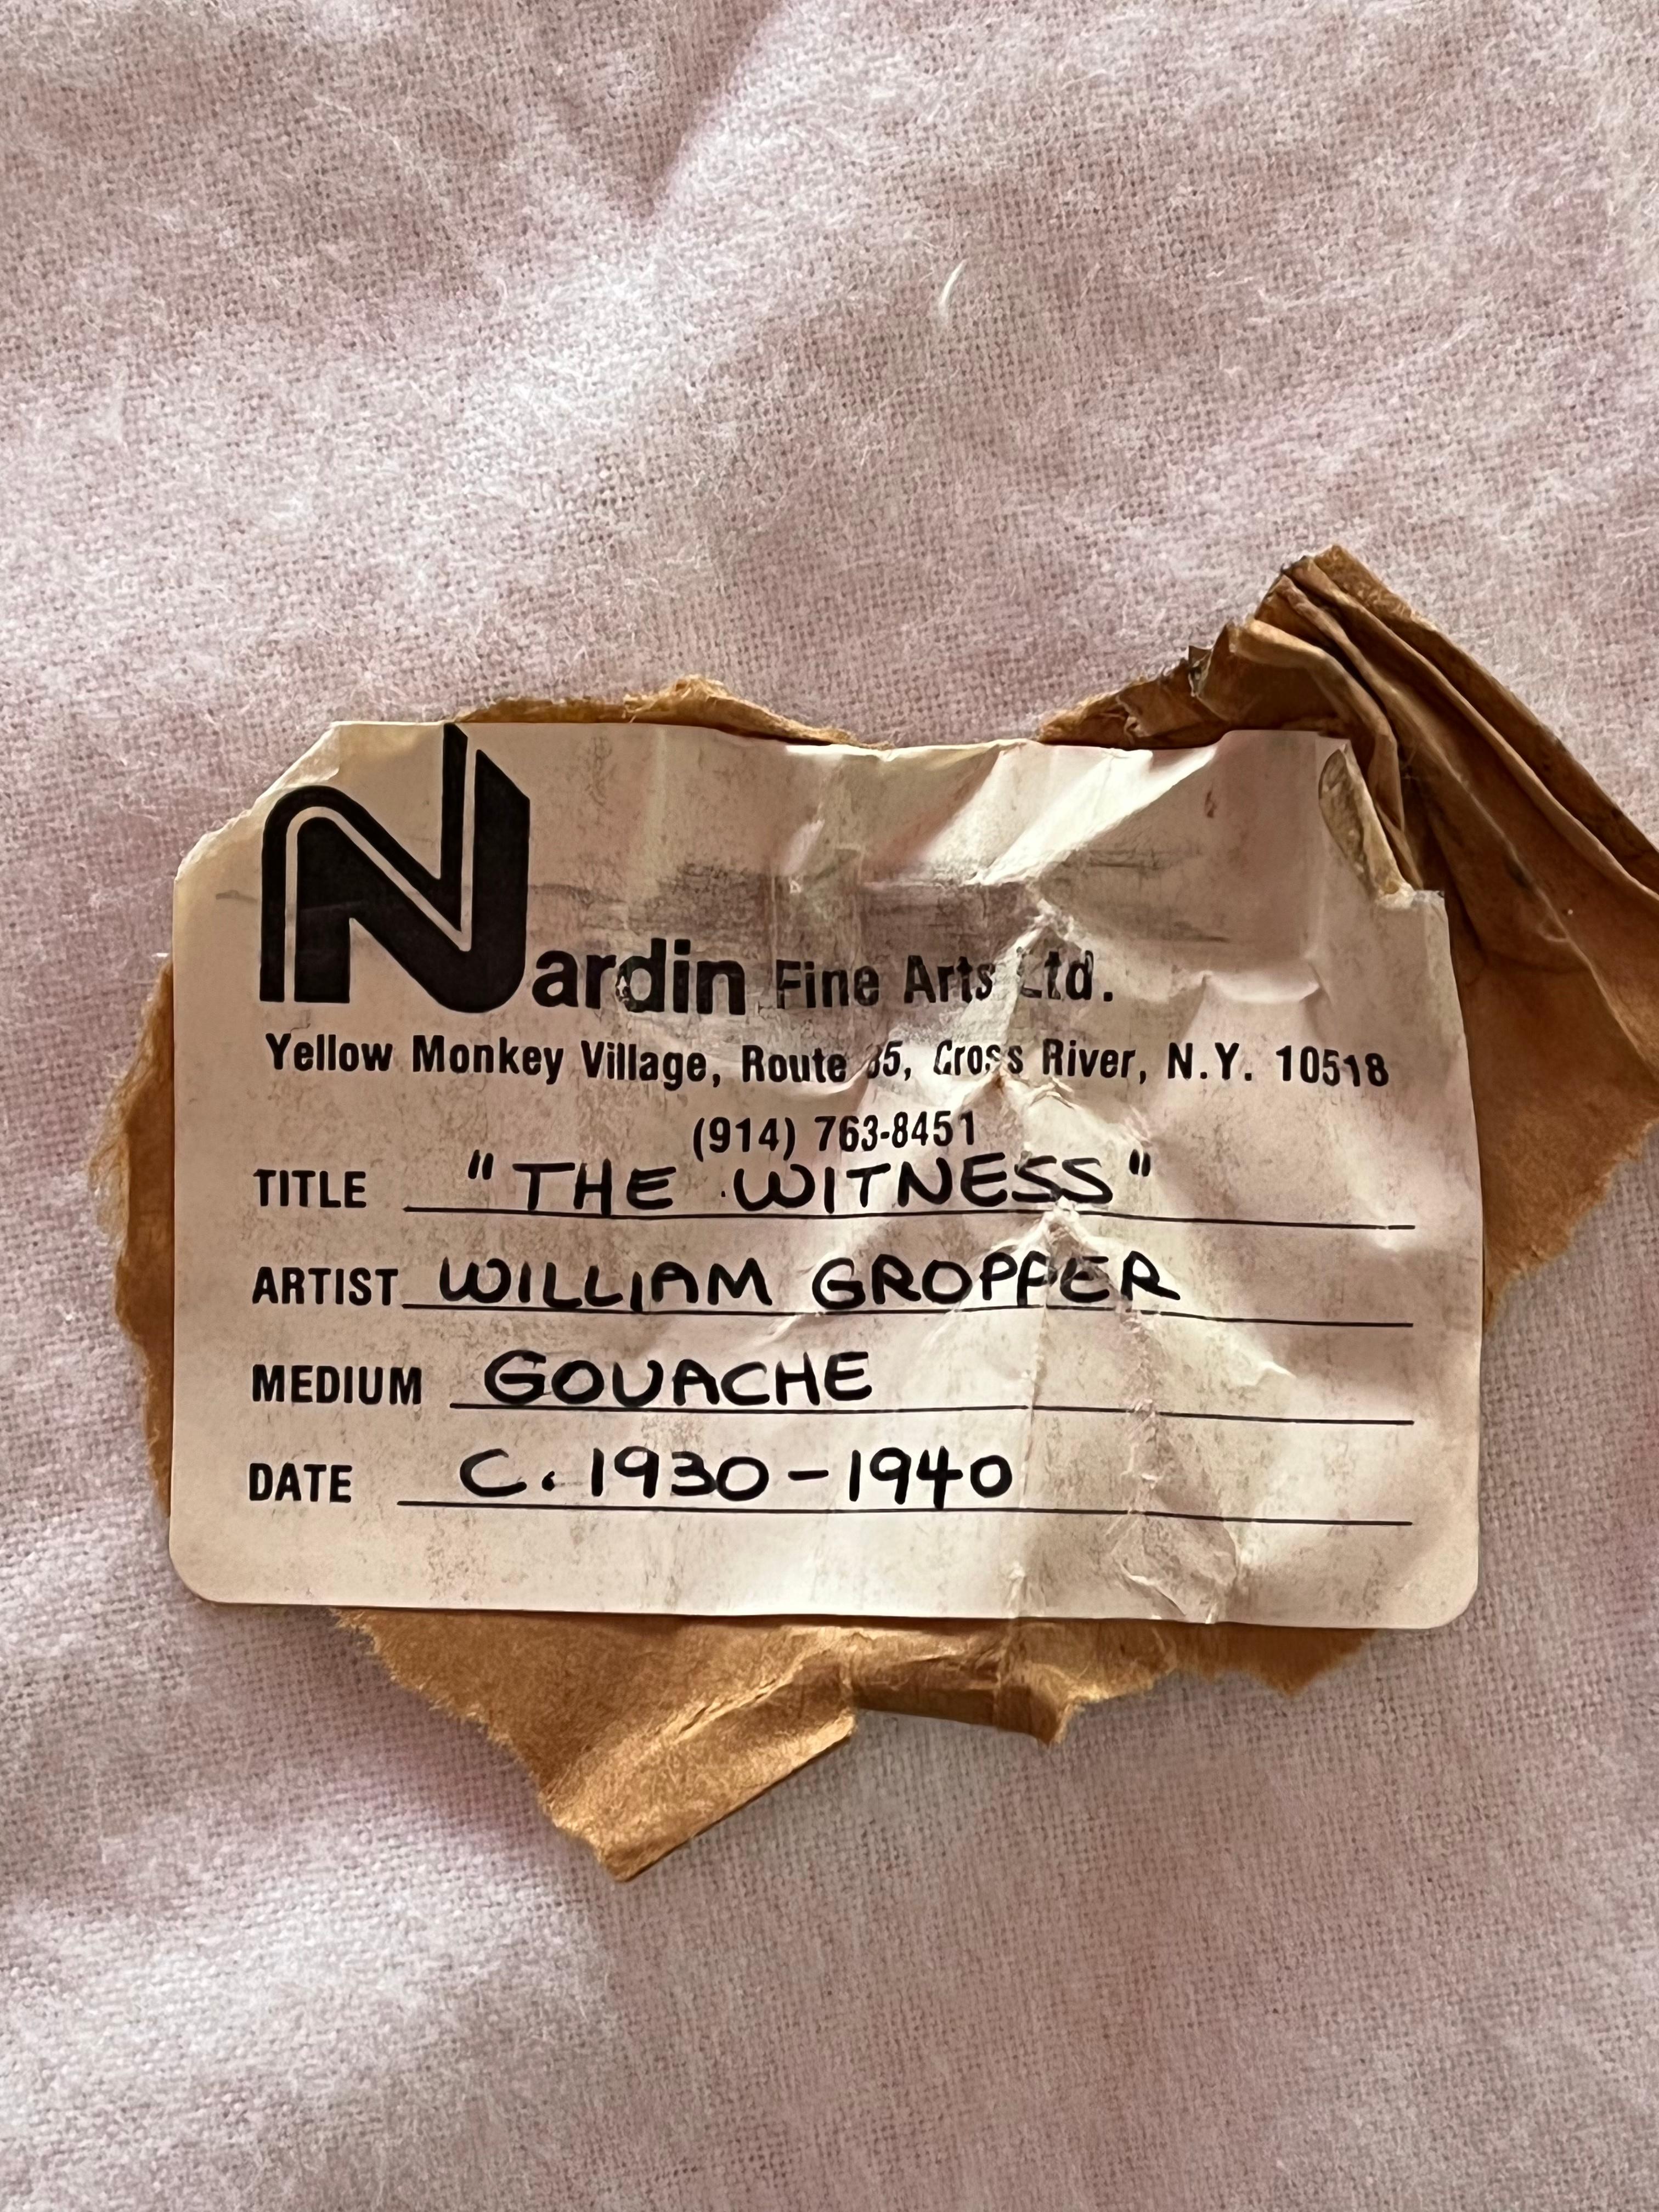 Nardin Fine Arts Ltd.
Yellow Monkey Village, Route 35, Cross River, N.Y. 10518
(914) 763-8451
TITLE "THE WITNESS"
ARTIST WILLIAM GROPPER
MEDIUM GOUACHE
DATE C. 1930-1940